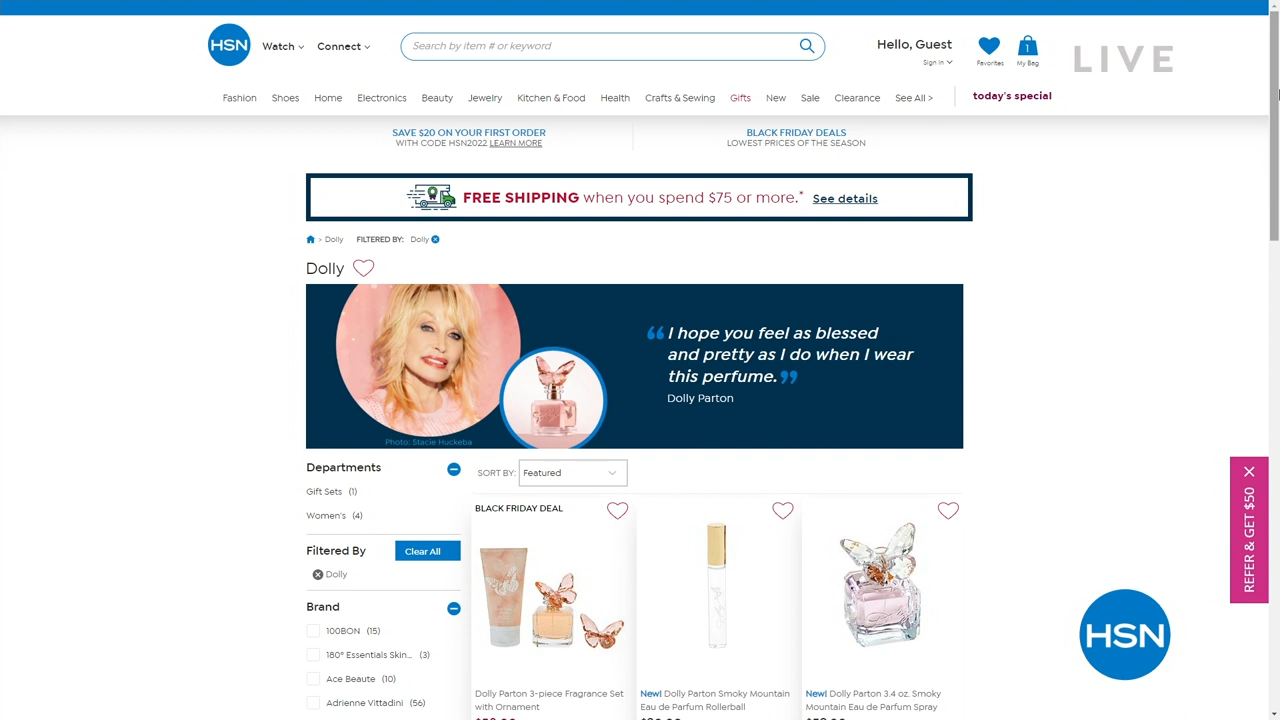 HSN
Watch
Connect
Search by item # or keyword
Hello, Guest
Sign In
Favorites
1
My Bag
LIVE
Fashion
Shoes
Home
Electronics
Beauty
Jewelry
Kitchen & Food
Health
Crafts & Sewing
Gifts
New
Sale
Clearance
See All >
today's special
SAVE $20 ON YOUR FIRST ORDER
WITH CODE HSN2022 LEARN MORE
BLACK FRIDAY DEALS
LOWEST PRICES OF THE SEASON
FREE SHIPPING when you spend $75 or more.* See details
> Dolly FILTERED BY: Dolly
Dolly
“ I hope you feel as blessed
and pretty as I do when I wear
this perfume. ”
Dolly Parton
Photo: Stacie Huckeba
Departments
Gift Sets (1)
Women's (4)
Filtered By
Clear All
Dolly
Brand
100BON (15)
180° Essentials Skin... (3)
Ace Beaute (10)
Adrienne Vittadini (56)
SORT BY: Featured
BLACK FRIDAY DEAL
Dolly Parton 3-piece Fragrance Set
with Ornament
New! Dolly Parton Smoky Mountain
Eau de Parfum Rollerball
New! Dolly Parton 3.4 oz. Smoky
Mountain Eau de Parfum Spray
REFER & GET $50
HSN